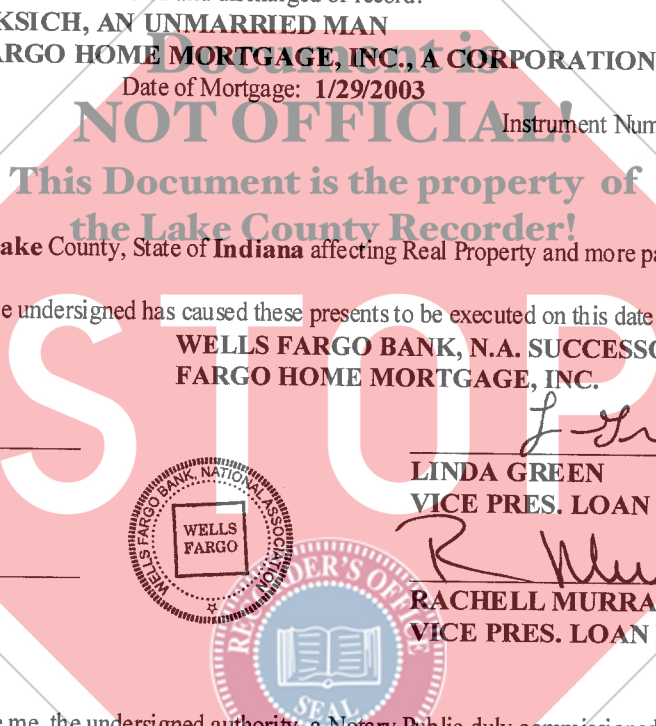 KSICH, AN UNMARRIED MAN
ARGO HOME MORTGAGE, INC., A CORPORATION
Document is
Date of Mortgage: 1/29/2003
NOT OFFICIAL!
Instrument Num
This Document is the property of
the Lake County Recorder!
ake County, State of Indiana affecting Real Property and more pa
e undersigned has caused these presents to be executed on this date
WELLS FARGO BANK, N.A. SUCCESSO
FARGO HOME MORTGAGE, INC.
STOP
LINDA GREEN
VICE PRES. LOAN
WELLS FARGO BANK, NATIONAL ASSOCIATION
WELLS
FARGO
RACHELL MURRA
VICE PRES. LOAN
RECORDER'S OFFICE
SEAL
e me, the undersigned authority, a Notary Public duly commissioned